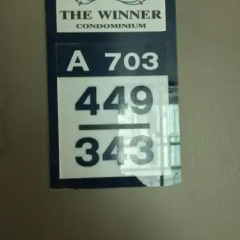 THE WINNER
CONDOMINIUM
A 703
449
343